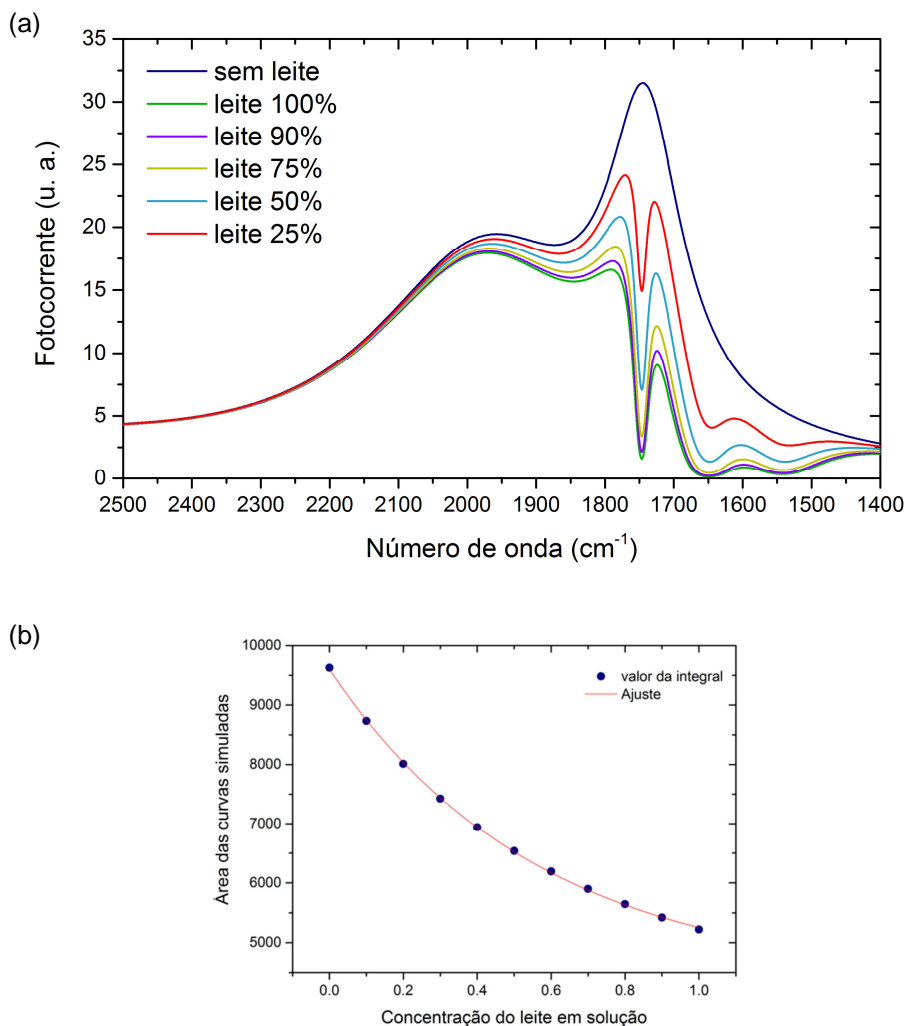 (a)
35
30
25
20
15
10
5
0
Fotocorrente (u. a.)
sem leite
leite 100%
leite 90%
leite 75%
leite 50%
leite 25%
2500 2400 2300 2200 2100 2000 1900 1800 1700 1600 1500 1400
Número de onda (cm⁻¹)
(b)
10000
9000
8000
7000
6000
5000
Área das curvas simuladas
valor da integral
Ajuste
0.0 0.2 0.4 0.6 0.8 1.0
Concentração do leite em solução